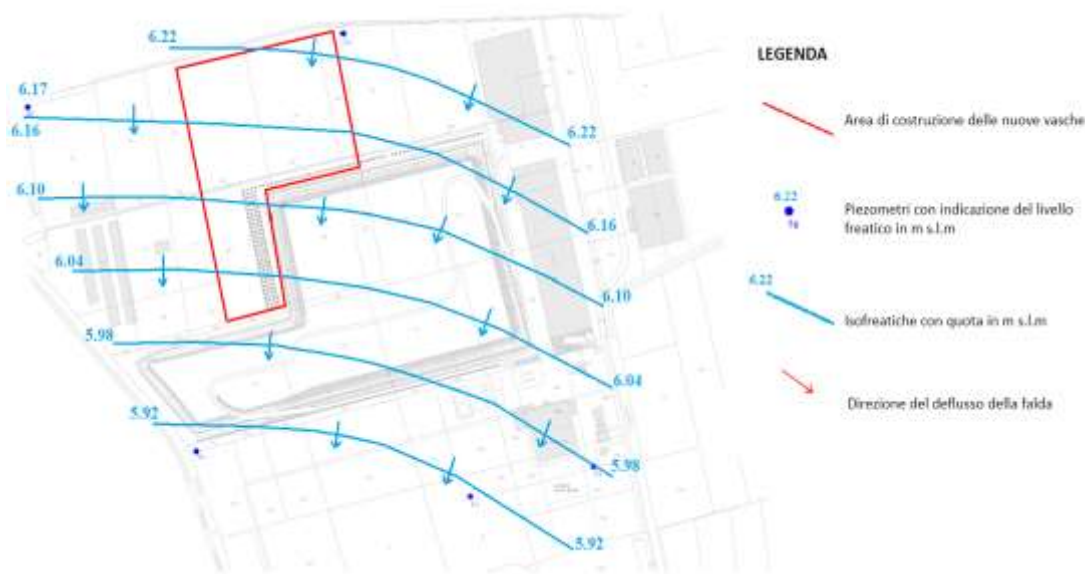 6.22
LEGENDA
6.17
6.16
6.22
Area di costruzione delle nuove vasche
6.10
6.22
Piezometri con indicazione del livello
freatico in m s.l.m
6.16
6.04
6.10
6.22
Isofreatiche con quota in m s.l.m
5.98
6.04
Direzione del deflusso della falda
5.92
5.98
5.92